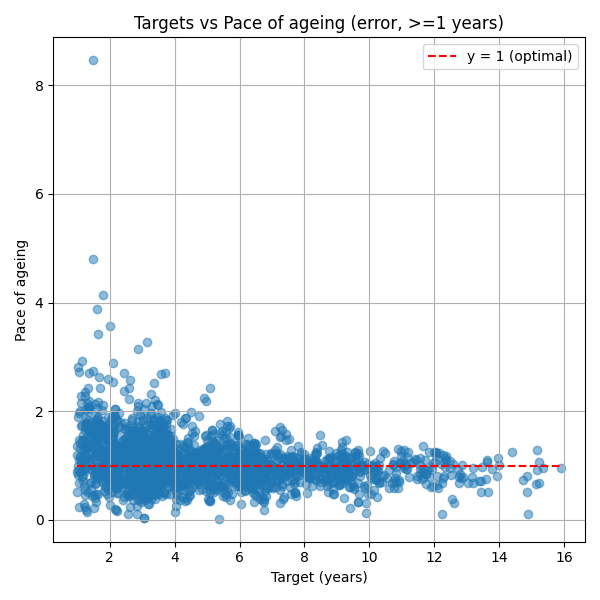 Targets vs Pace of ageing (error, >=1 years)
y = 1 (optimal)
8
6
4
2
0
Pace of ageing
2 4 6 8 10 12 14 16
Target (years)